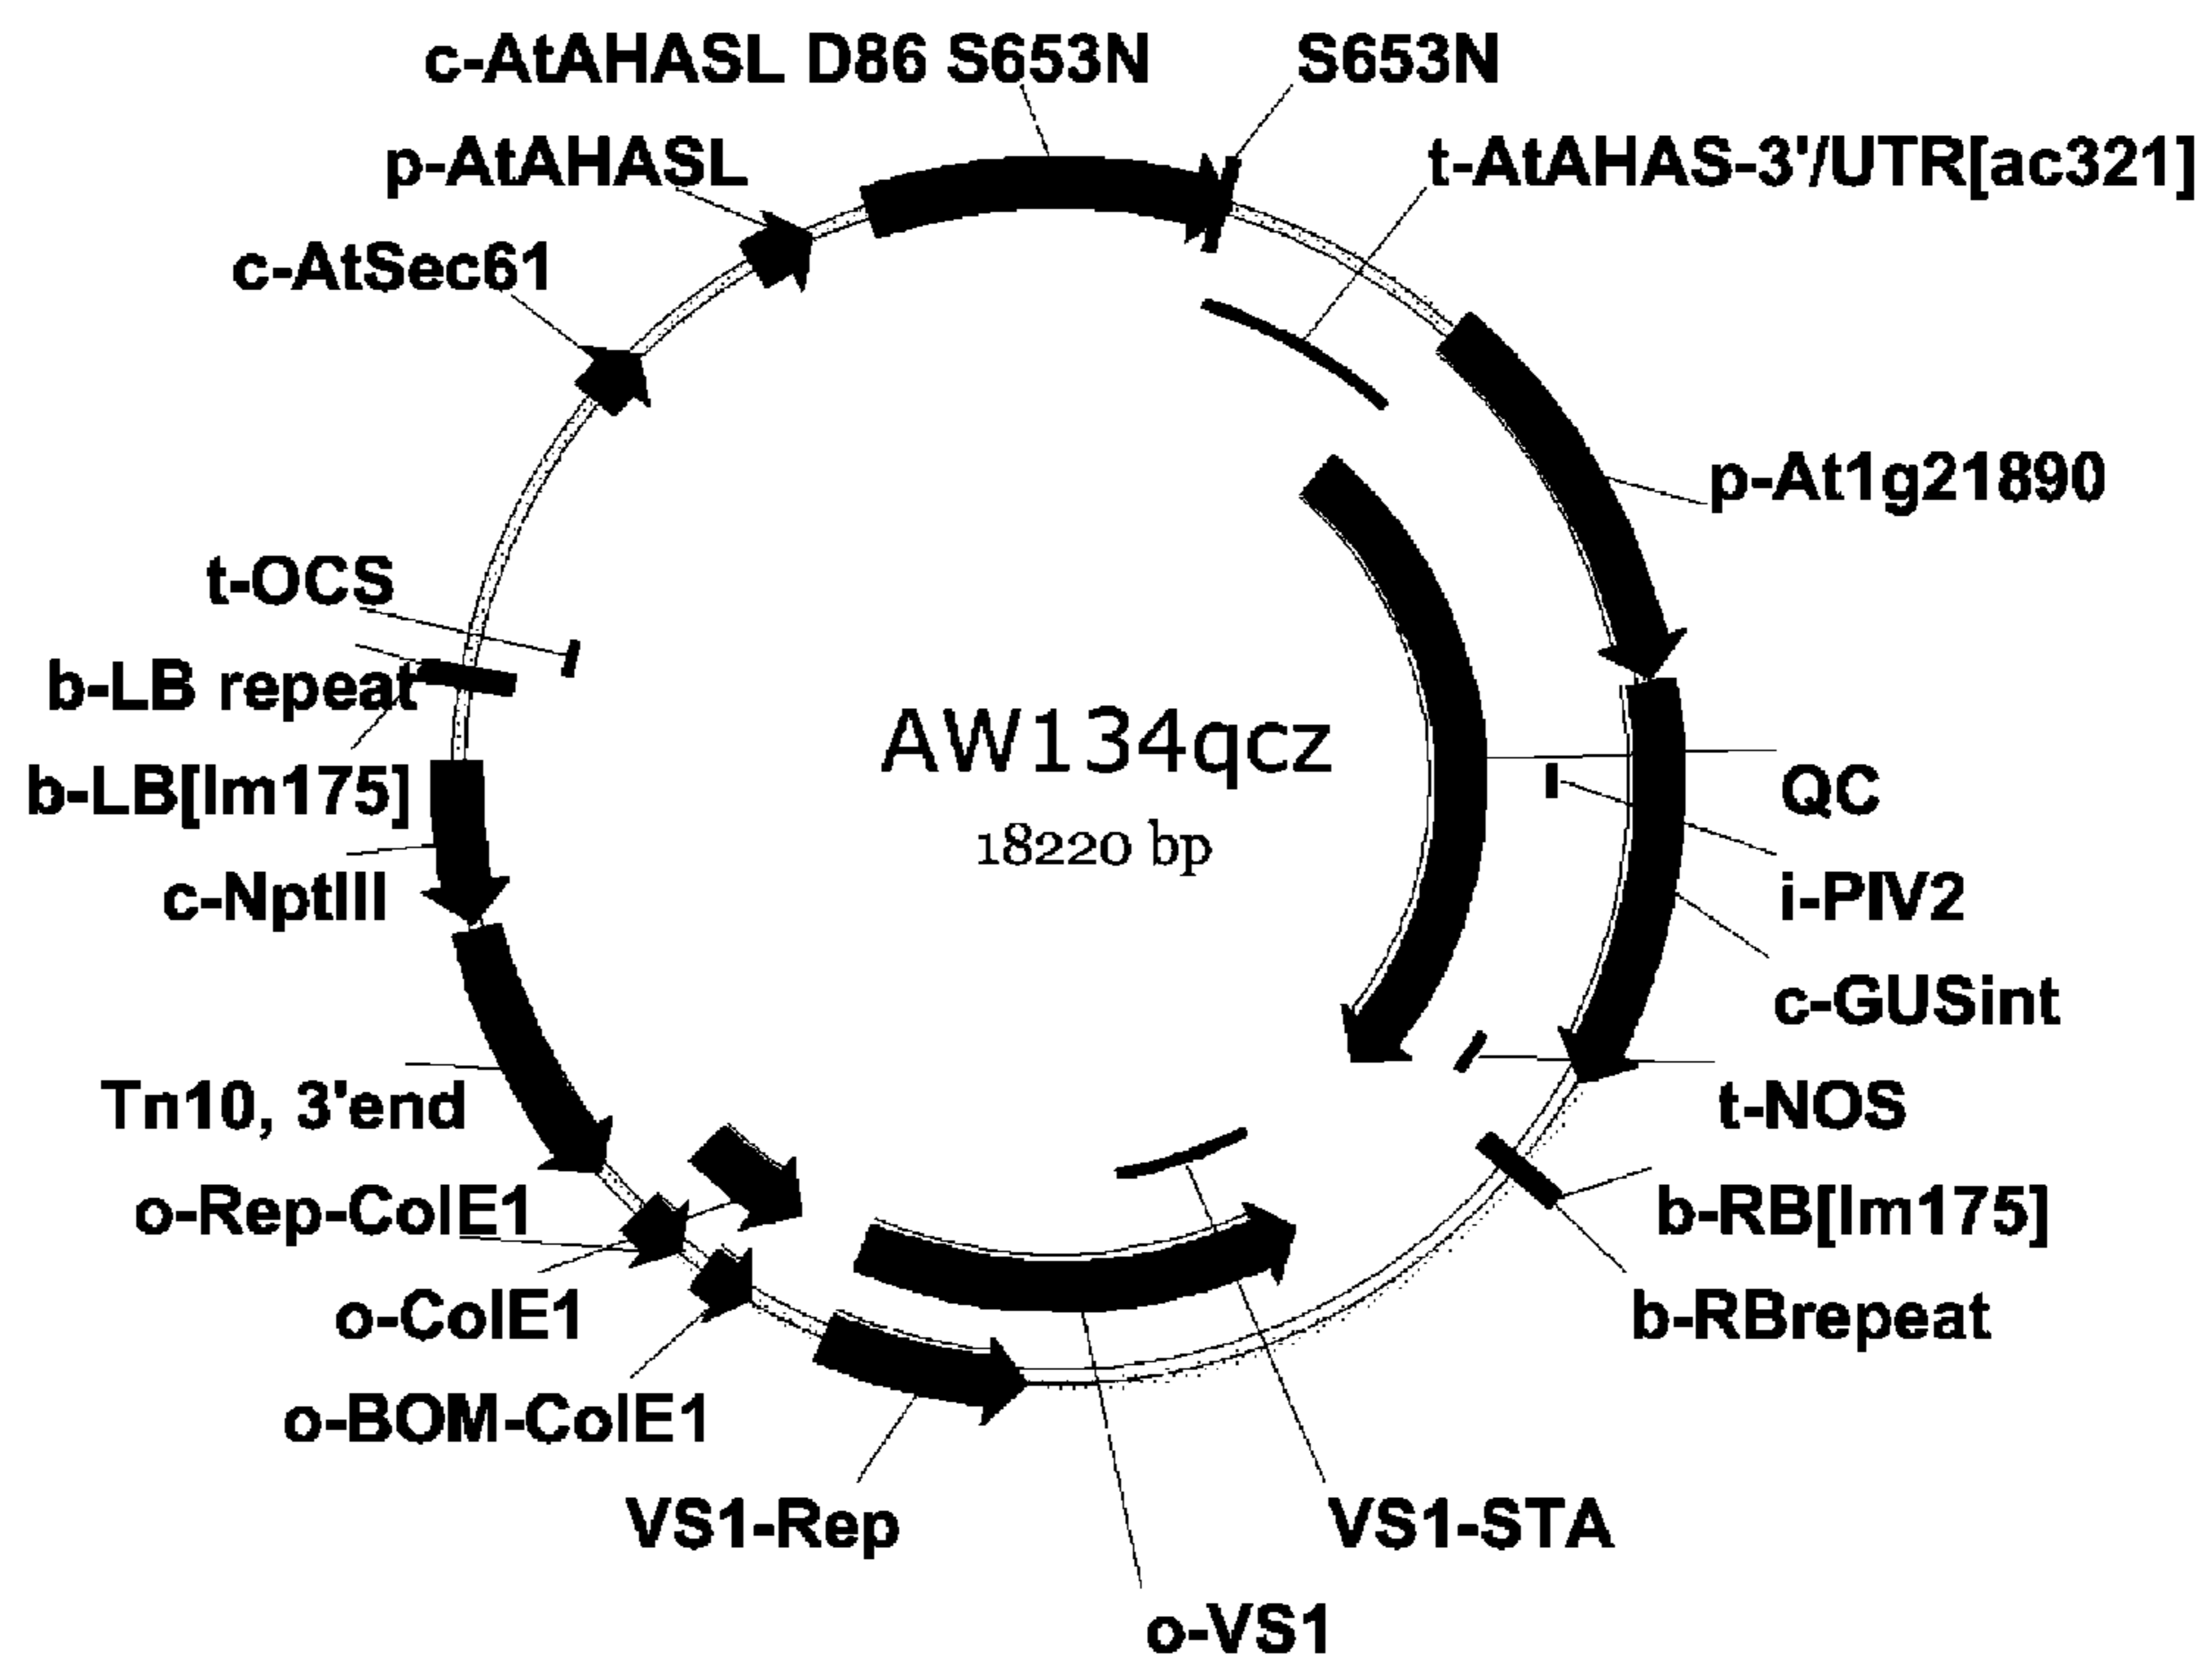 c-AtAHASL D86 S653N
S653N
p-AtAHASL
t-AtAHAS-3'/UTR[ac321]
c-AtSec61
p-At1g21890
t-OCS
b-LB repeat
AW134qcz
18220 bp
b-LB[lm175]
QC
c-NptIII
i-PIV2
c-GUSint
Tn10, 3'end
t-NOS
o-Rep-ColE1
b-RB[lm175]
o-ColE1
b-RBrepeat
o-BOM-ColE1
VS1-Rep
VS1-STA
o-VS1